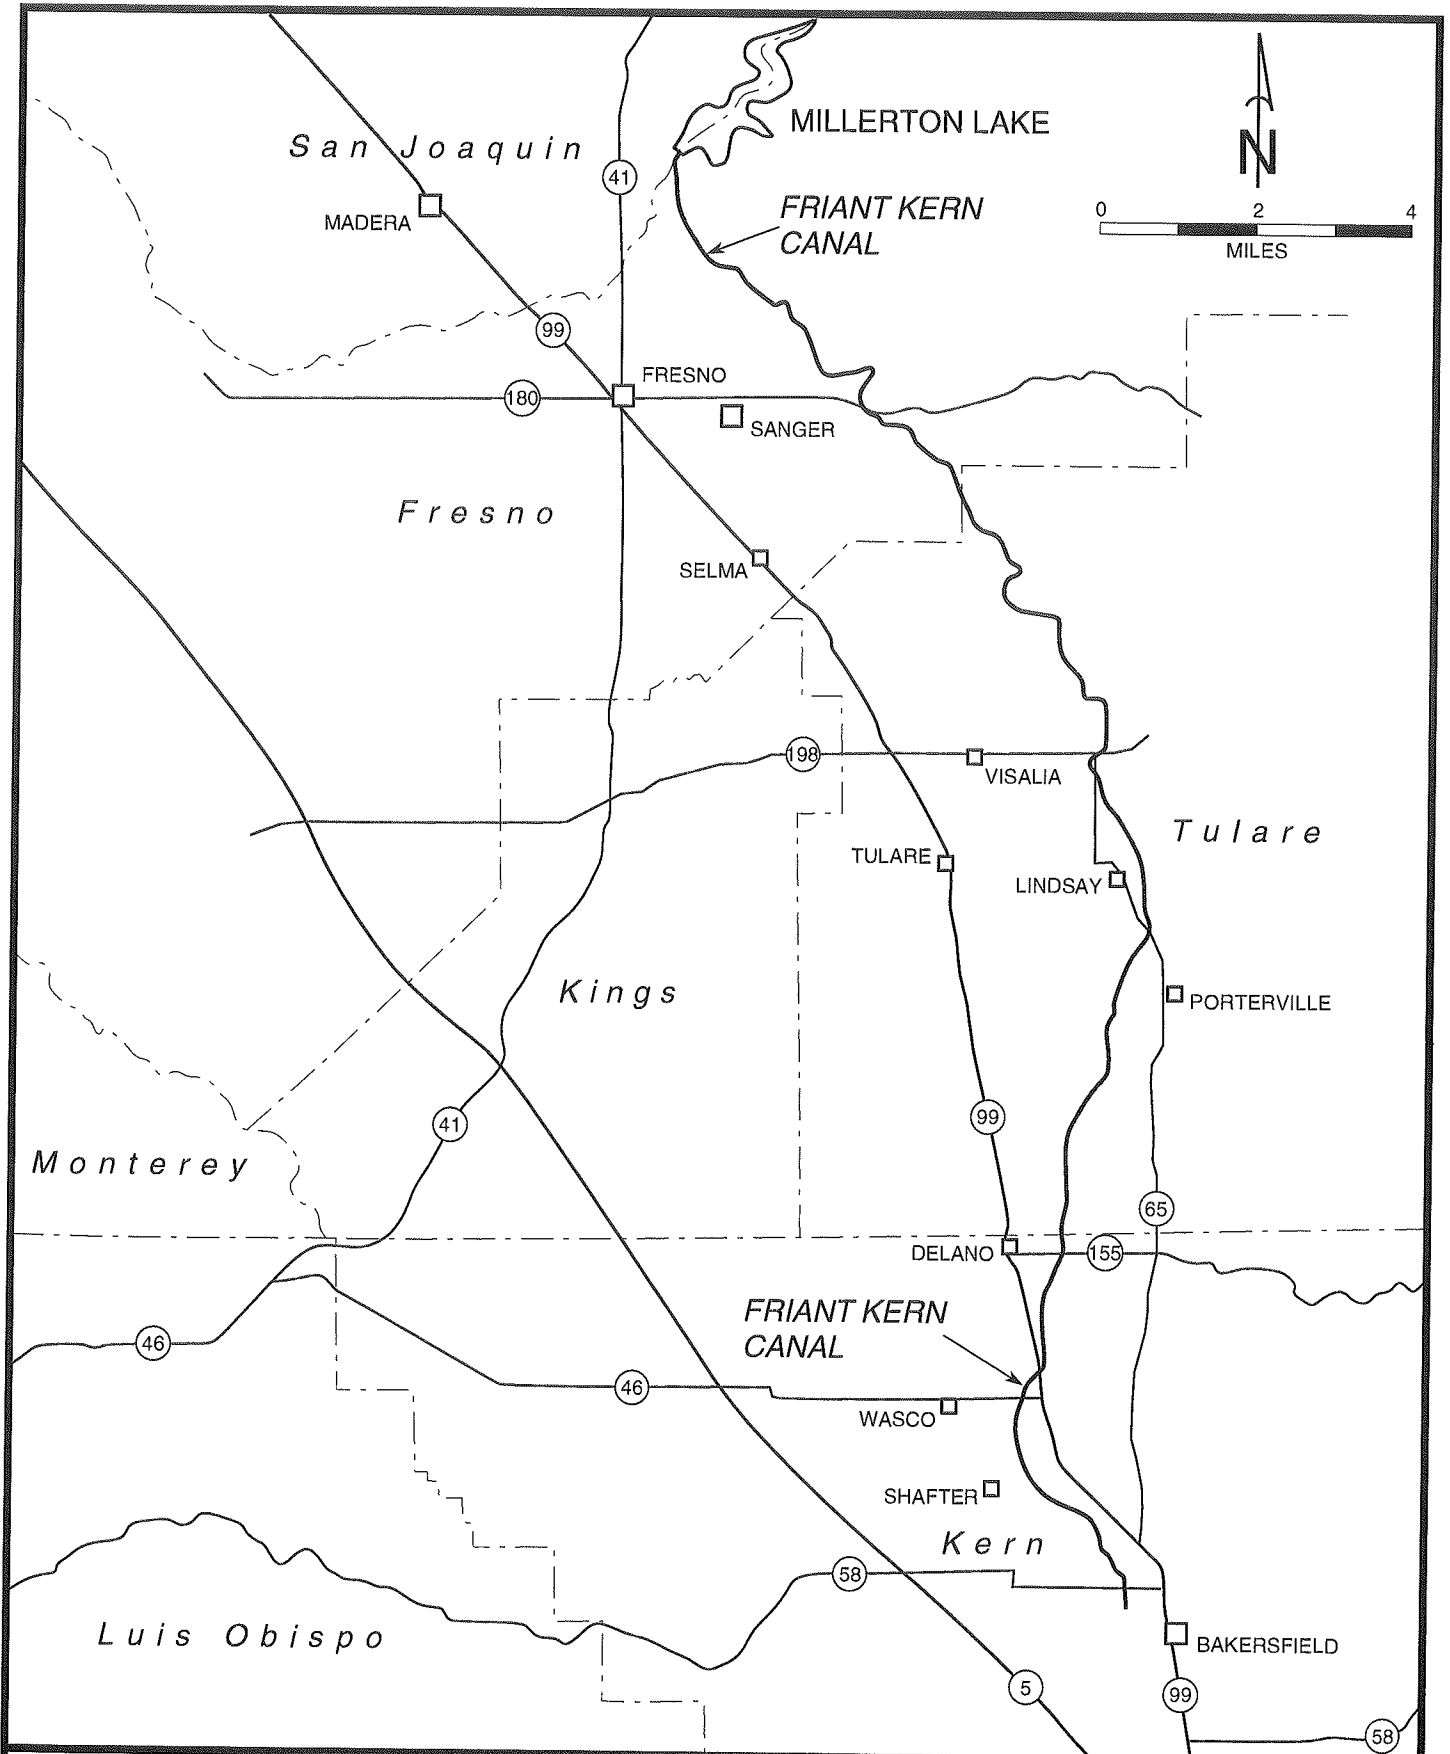 MILLERTON LAKE
N
San Joaquin
41
MADERA
FRIANT KERN
CANAL
0 2 4
MILES
99
FRESNO
180
SANGER
Fresno
SELMA
198
VISALIA
Tulare
TULARE
LINDSAY
Kings
PORTERVILLE
99
41
Monterey
65
DELANO
155
FRIANT KERN
CANAL
46
46
WASCO
SHAFTER
Kern
58
Luis Obispo
BAKERSFIELD
5
99
58